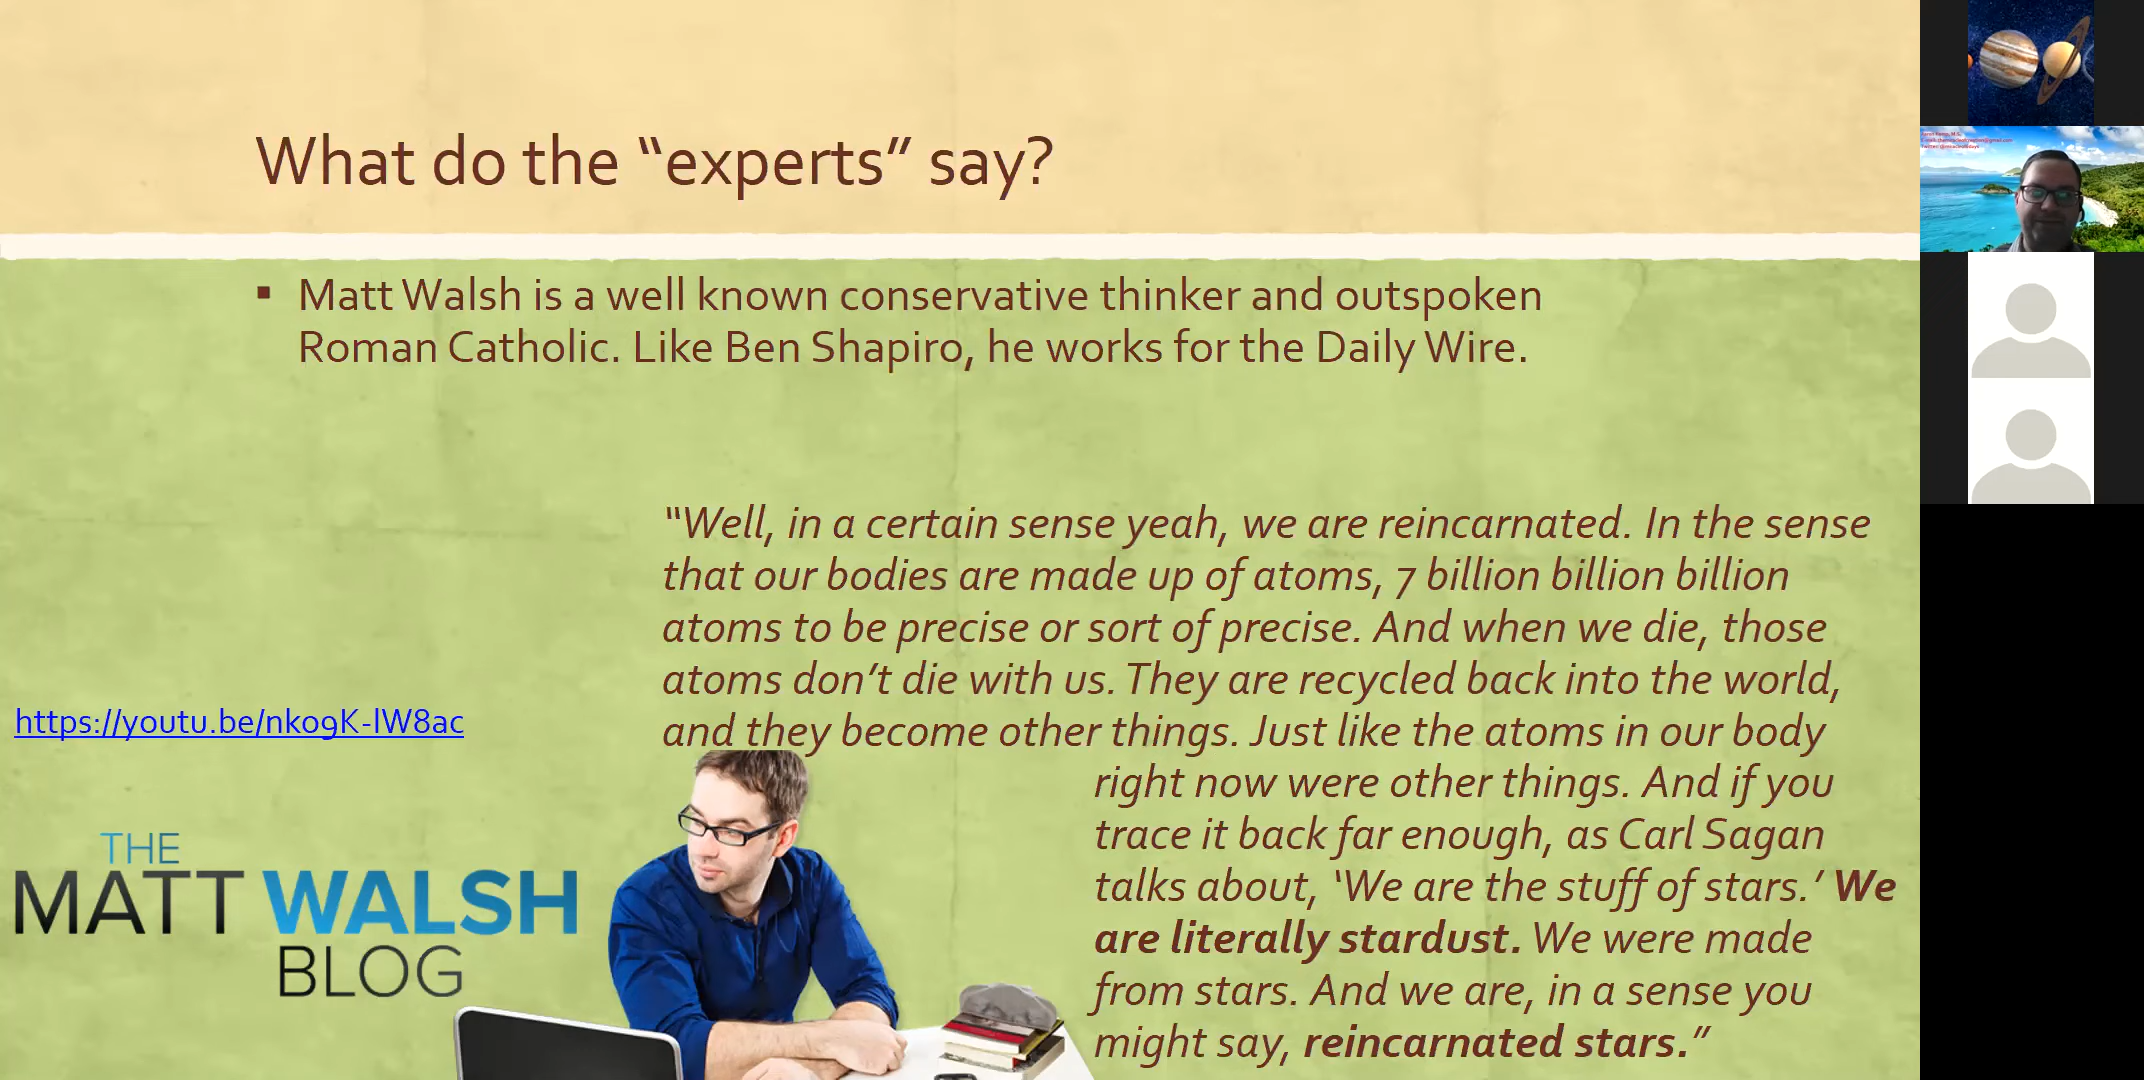 What do the “experts” say?
▪ Matt Walsh is a well known conservative thinker and outspoken
Roman Catholic. Like Ben Shapiro, he works for the Daily Wire.
“Well, in a certain sense yeah, we are reincarnated. In the sense
that our bodies are made up of atoms, 7 billion billion billion
atoms to be precise or sort of precise. And when we die, those
atoms don’t die with us. They are recycled back into the world,
and they become other things. Just like the atoms in our body
right now were other things. And if you
trace it back far enough, as Carl Sagan
talks about, ‘We are the stuff of stars.’ We
are literally stardust. We were made
from stars. And we are, in a sense you
might say, reincarnated stars.”
https://youtu.be/nko9K-lW8ac
THE
MATT WALSH
BLOG